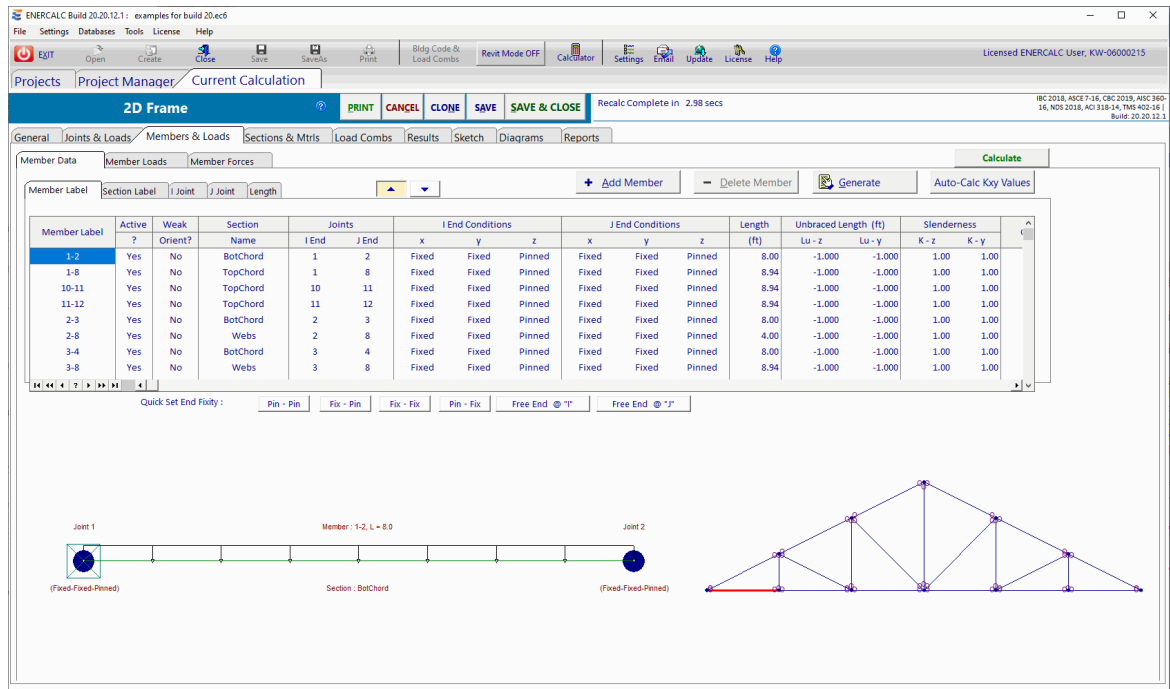 ENERCALC Build 20.20.12.1 : examples for build 20.ec6
File Settings Databases Tools License Help
EXIT Open Create Close Save SaveAs Print Bldg Code & Load Combs Revit Mode OFF Calculator Settings Email Update License Help Licensed ENERCALC User, KW-06000215
Projects Project Manager Current Calculation
2D Frame ? PRINT CANCEL CLONE SAVE SAVE & CLOSE Recalc Complete in 2.98 secs
IBC 2018, ASCE 7-16, CBC 2019, AISC 360-
16, NDS 2018, ACI 318-14, TMS 402-16 |
Build: 20.20.12.1
General Joints & Loads Members & Loads Sections & Mtrls Load Combs Results Sketch Diagrams Reports
Member Data Member Loads Member Forces Calculate
Member Label Section Label I Joint J Joint Length + Add Member − Delete Member Generate Auto-Calc Kxy Values
Member Label Active Weak Section Joints I End Conditions J End Conditions Length Unbraced Length (ft) Slenderness
? Orient? Name I End J End x y z x y z (ft) Lu - z Lu - y K - z K - y
1-2 Yes No BotChord 1 2 Fixed Fixed Pinned Fixed Fixed Pinned 8.00 -1.000 -1.000 1.00 1.00
1-8 Yes No TopChord 1 8 Fixed Fixed Pinned Fixed Fixed Pinned 8.94 -1.000 -1.000 1.00 1.00
10-11 Yes No TopChord 10 11 Fixed Fixed Pinned Fixed Fixed Pinned 8.94 -1.000 -1.000 1.00 1.00
11-12 Yes No TopChord 11 12 Fixed Fixed Pinned Fixed Fixed Pinned 8.94 -1.000 -1.000 1.00 1.00
2-3 Yes No BotChord 2 3 Fixed Fixed Pinned Fixed Fixed Pinned 8.00 -1.000 -1.000 1.00 1.00
2-8 Yes No Webs 2 8 Fixed Fixed Pinned Fixed Fixed Pinned 4.00 -1.000 -1.000 1.00 1.00
3-4 Yes No BotChord 3 4 Fixed Fixed Pinned Fixed Fixed Pinned 8.00 -1.000 -1.000 1.00 1.00
3-8 Yes No Webs 3 8 Fixed Fixed Pinned Fixed Fixed Pinned 8.94 -1.000 -1.000 1.00 1.00
?
Quick Set End Fixity : Pin - Pin Fix - Pin Fix - Fix Pin - Fix Free End @ "I" Free End @ "J"
Joint 1 Member : 1-2, L = 8.0 Joint 2
(Fixed-Fixed-Pinned) Section : BotChord (Fixed-Fixed-Pinned)